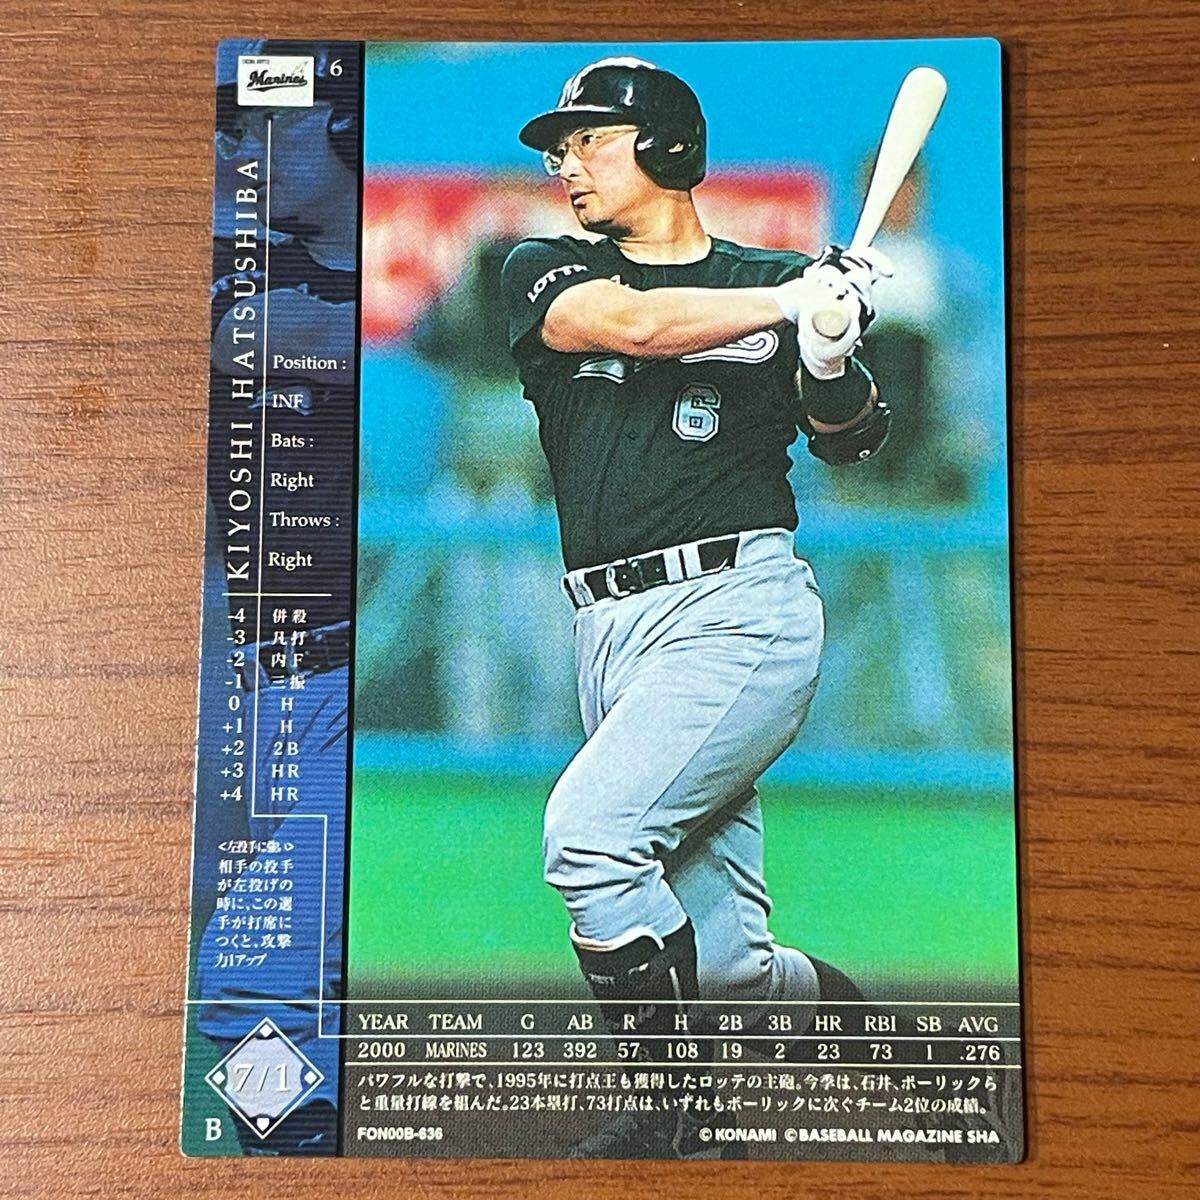 Marines
6
KIYOSHI HATSUSHIBA
Position :
INF
Bats :
Right
Throws :
Right
-4 併殺
-3 凡打
-2 内F
-1 三振
0 H
+1 H
+2 2B
+3 HR
+4 HR
<左投手に強い>
相手の投手
が左投げの
時に、この選
手が打席に
つくと、攻撃
力1アップ
7/1
B
LOTTE
6
YEAR TEAM G AB R H 2B 3B HR RBI SB AVG
2000 MARINES 123 392 57 108 19 2 23 73 1 .276
パワフルな打撃で、1995年に打点王も獲得したロッテの主砲。今季は、石井、ボーリックら
と重量打線を組んだ。23本塁打、73打点は、いずれもボーリックに次ぐチーム2位の成績。
FON00B-636
©KONAMI ©BASEBALL MAGAZINE SHA